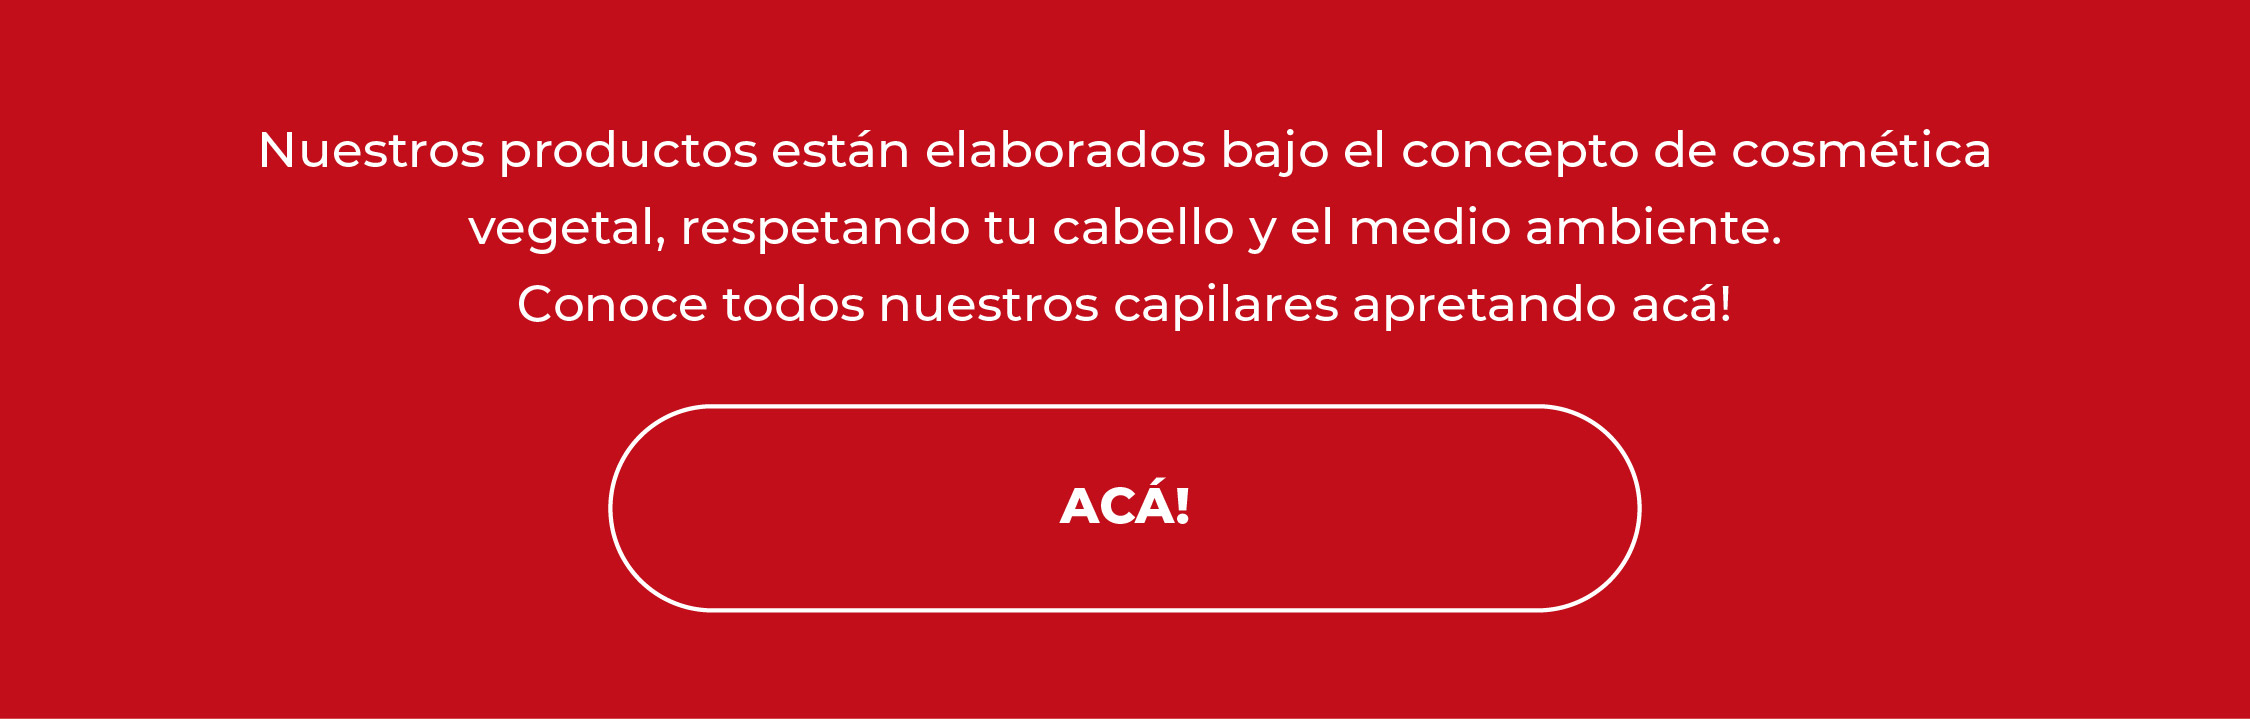 Nuestros productos están elaborados bajo el concepto de cosmética
vegetal, respetando tu cabello y el medio ambiente.
Conoce todos nuestros capilares apretando acá!
ACÁ!